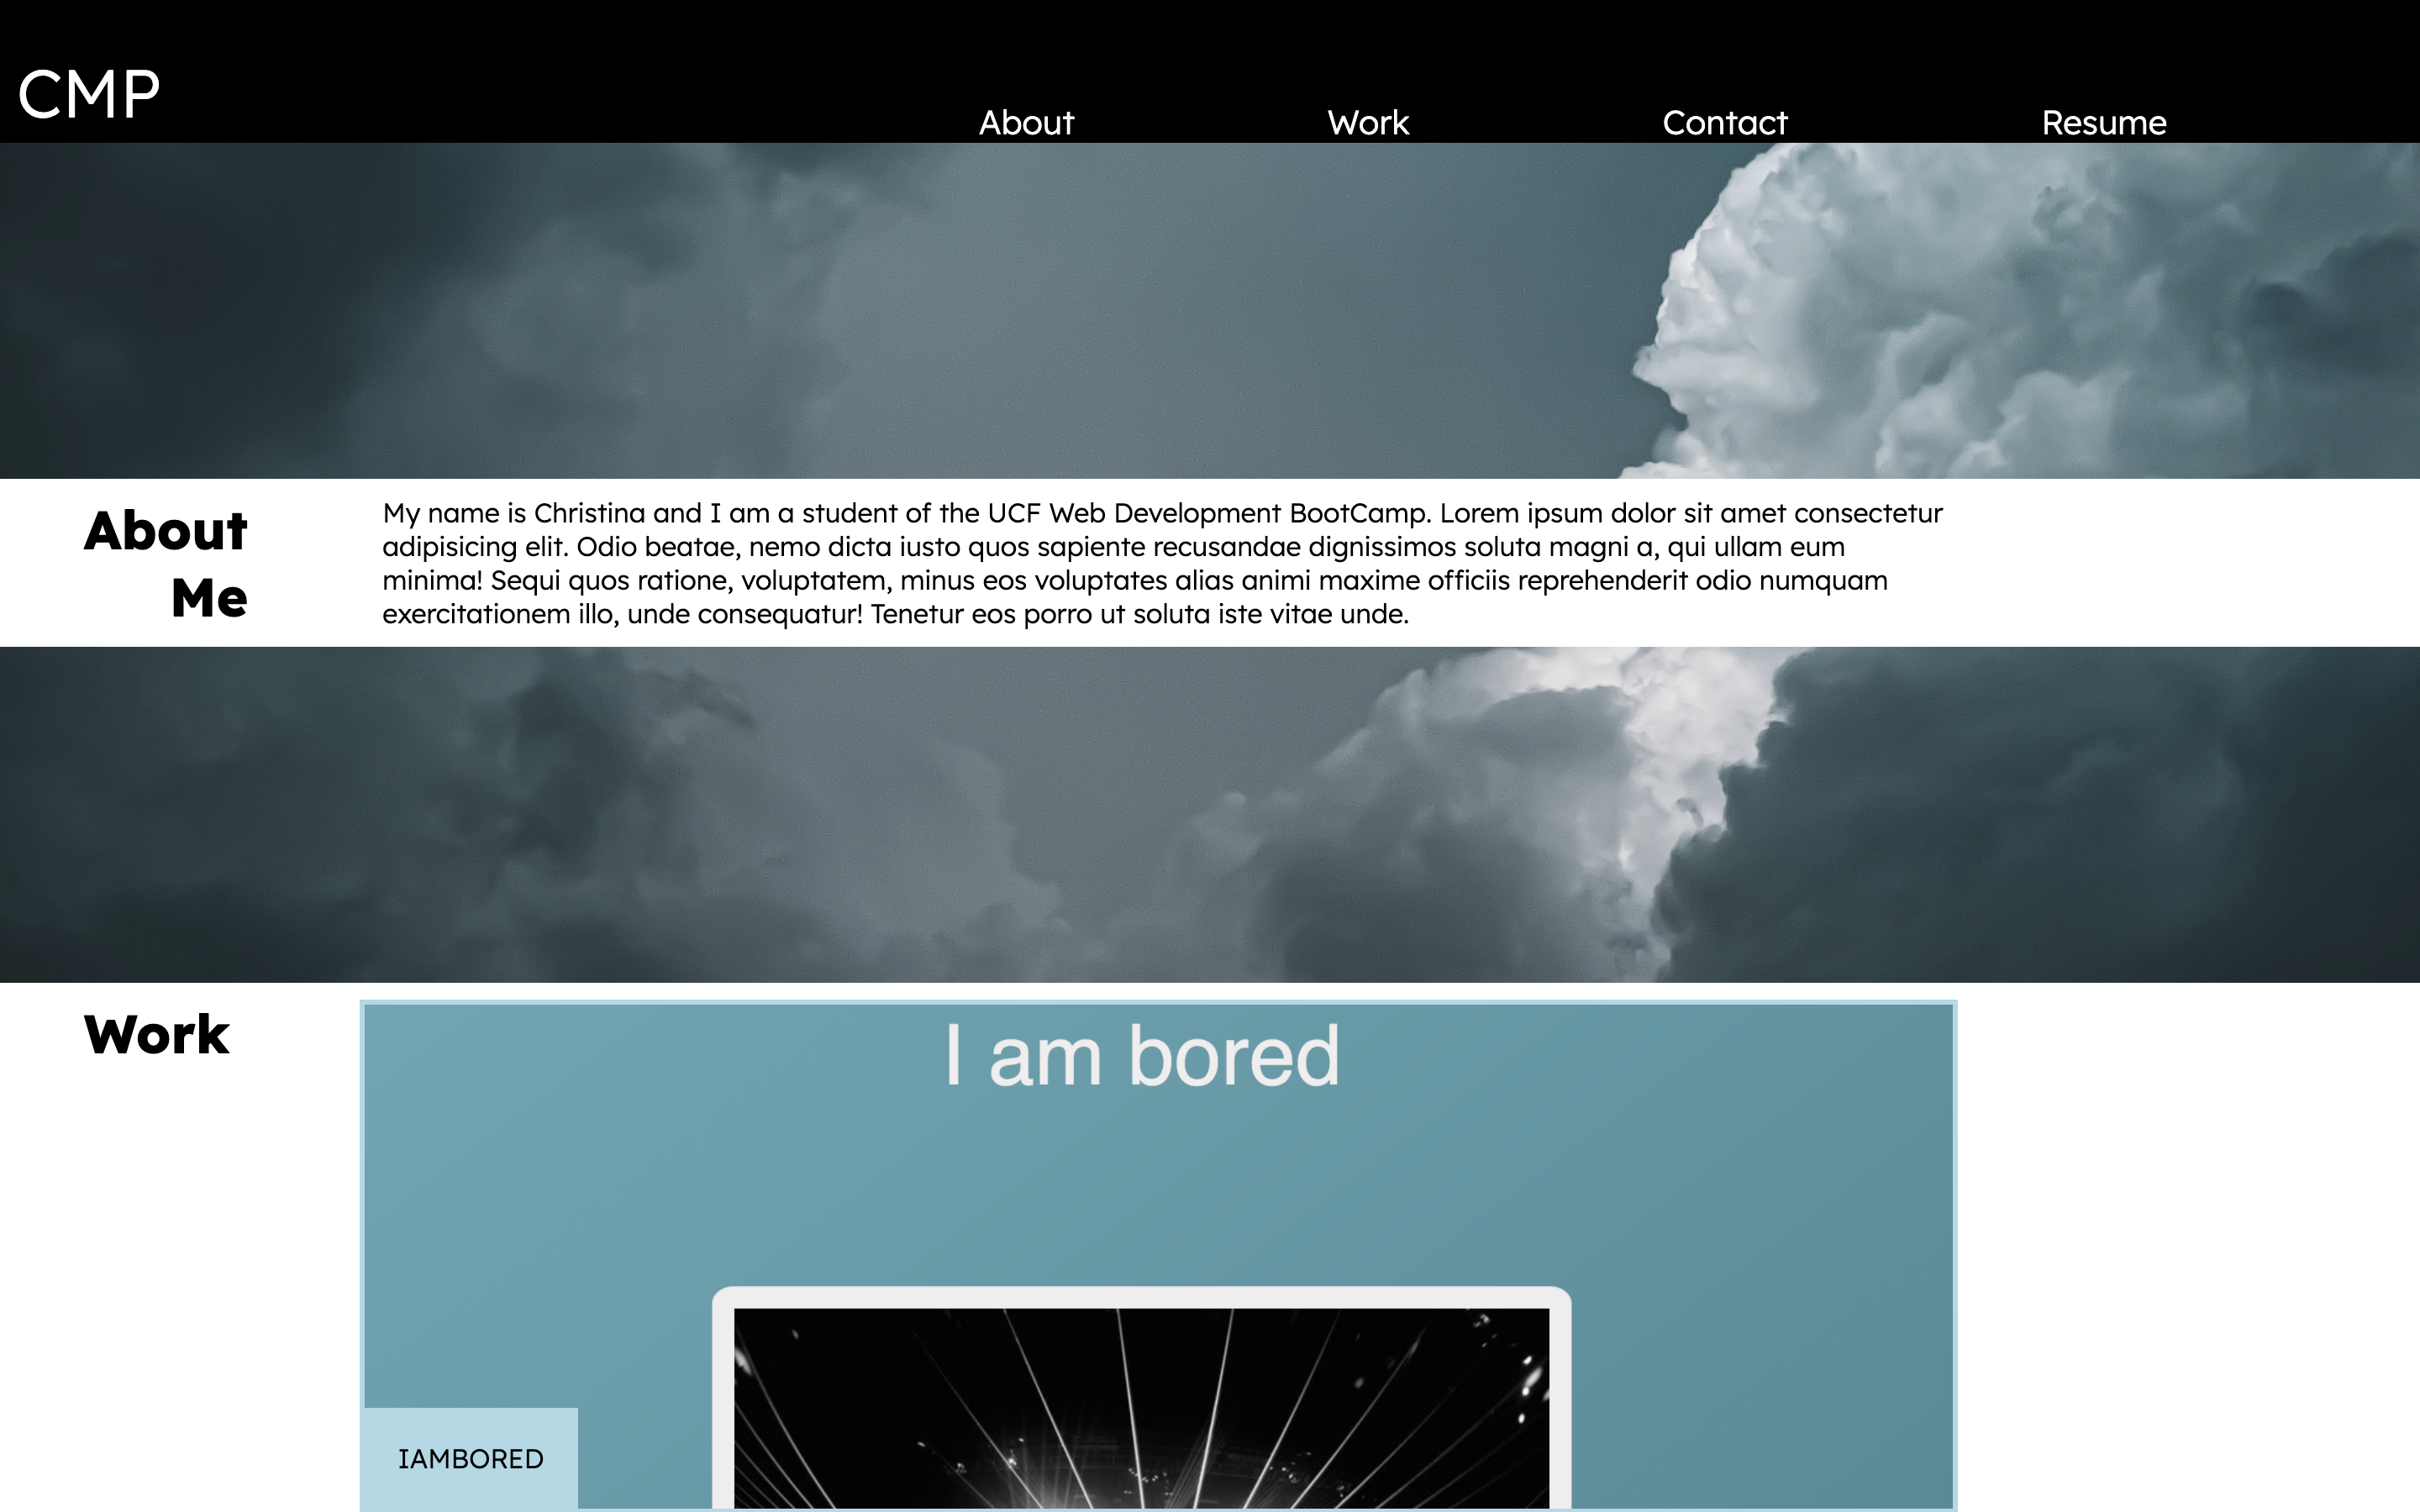 CMP
About Work Contact Resume
About
Me
My name is Christina and I am a student of the UCF Web Development BootCamp. Lorem ipsum dolor sit amet consectetur
adipisicing elit. Odio beatae, nemo dicta iusto quos sapiente recusandae dignissimos soluta magni a, qui ullam eum
minima! Sequi quos ratione, voluptatem, minus eos voluptates alias animi maxime officiis reprehenderit odio numquam
exercitationem illo, unde consequatur! Tenetur eos porro ut soluta iste vitae unde.
Work
I am bored
IAMBORED